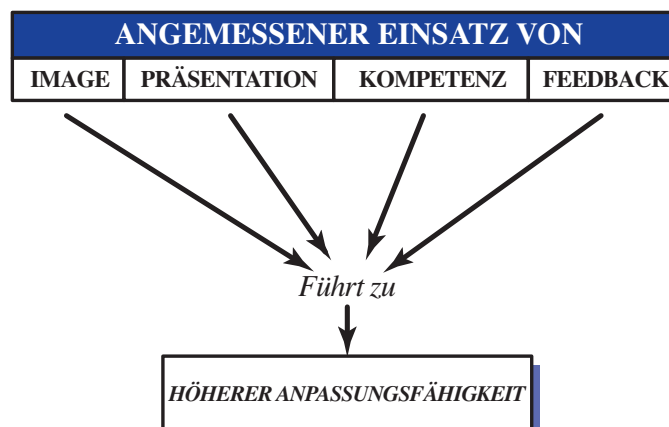 ANGEMESSENER EINSATZ VON
IMAGE PRÄSENTATION KOMPETENZ FEEDBACK
Führt zu
HÖHERER ANPASSUNGSFÄHIGKEIT